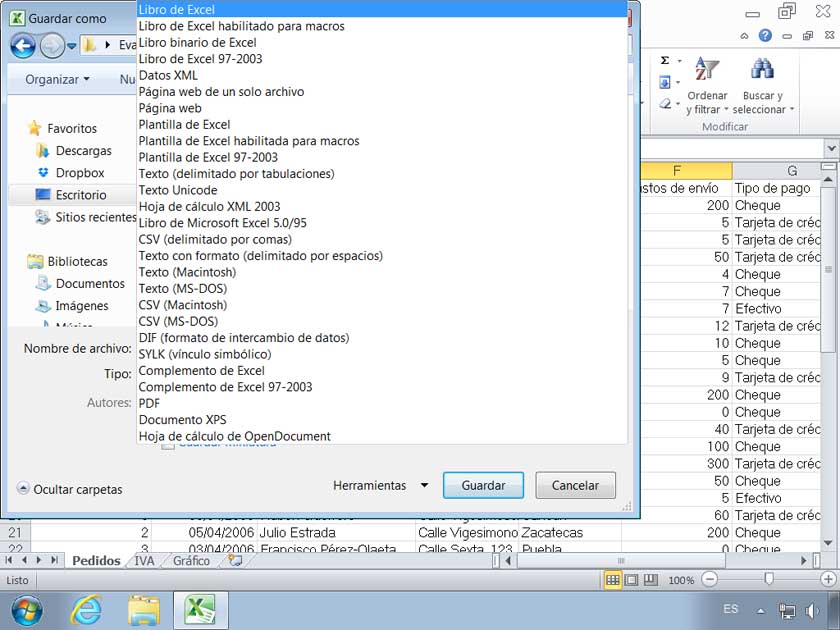 Guardar como
Eva
Organizar
Nu
Favoritos
Descargas
Dropbox
Escritorio
Sitios recientes
Bibliotecas
Documentos
Imágenes
Música
Nombre de archivo:
Tipo:
Autores:
Libro de Excel
Libro de Excel habilitado para macros
Libro binario de Excel
Libro de Excel 97-2003
Datos XML
Página web de un solo archivo
Página web
Plantilla de Excel
Plantilla de Excel habilitada para macros
Plantilla de Excel 97-2003
Texto (delimitado por tabulaciones)
Texto Unicode
Hoja de cálculo XML 2003
Libro de Microsoft Excel 5.0/95
CSV (delimitado por comas)
Texto con formato (delimitado por espacios)
Texto (Macintosh)
Texto (MS-DOS)
CSV (Macintosh)
CSV (MS-DOS)
DIF (formato de intercambio de datos)
SYLK (vínculo simbólico)
Complemento de Excel
Complemento de Excel 97-2003
PDF
Documento XPS
Hoja de cálculo de OpenDocument
Guardar miniatura
Ocultar carpetas
Herramientas
Guardar
Cancelar
Σ
Ordenar y filtrar
Buscar y seleccionar
Modificar
F G
stos de envío Tipo de pago
200 Cheque
5 Tarjeta de créc
5 Tarjeta de créc
50 Tarjeta de créc
4 Cheque
7 Cheque
7 Efectivo
12 Tarjeta de créc
10 Cheque
5 Cheque
9 Tarjeta de créc
200 Cheque
0 Cheque
40 Tarjeta de créc
100 Cheque
300 Tarjeta de créc
50 Cheque
5 Efectivo
60 Tarjeta de créc
21 2 05/04/2006 Julio Estrada Calle Vigesimono Zacatecas 200 Cheque
22 3 03/04/2006 Francisco Pérez-Olaeta Calle Sexta, 123 Puebla 0 Cheque
Pedidos IVA Gráfico
Listo
100%
ES